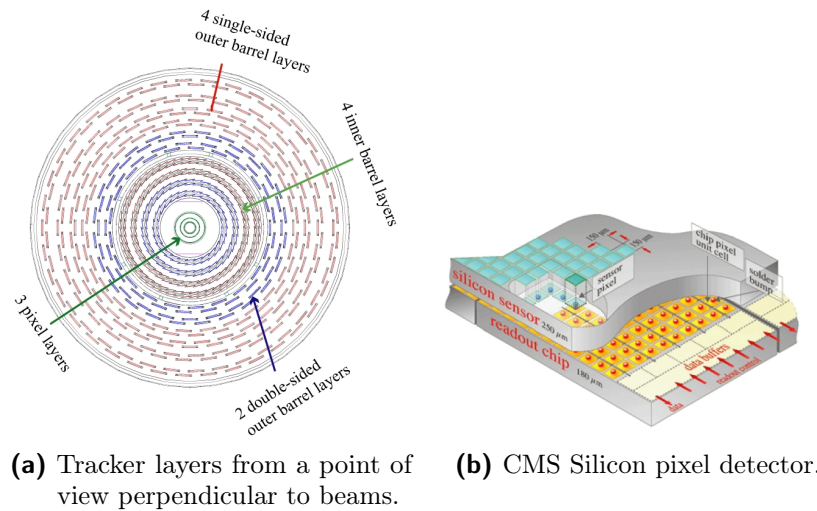 4 single-sided
outer barrel layers
4 inner barrel layers
3 pixel layers
2 double-sided
outer barrel layers
150 µm
150 µm
chip pixel
unit cell
solder
bump
sensor
pixel
silicon sensor
250 µm
readout chip
180 µm
data buffers
readout control
data
(a) Tracker layers from a point of
view perpendicular to beams.
(b) CMS Silicon pixel detector.